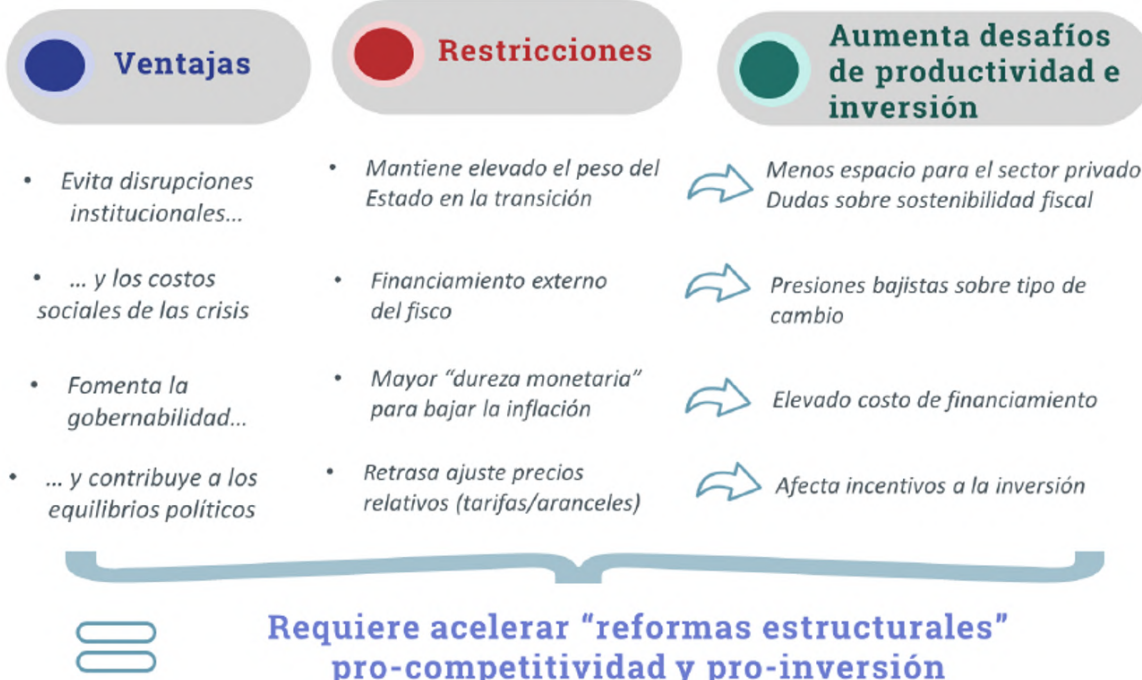 Ventajas
Restricciones
Aumenta desafíos
de productividad e
inversión
• Evita disrupciones
institucionales...
• ... y los costos
sociales de las crisis
• Fomenta la
gobernabilidad...
• ... y contribuye a los
equilibrios políticos
• Mantiene elevado el peso del
Estado en la transición
• Financiamiento externo
del fisco
• Mayor “dureza monetaria”
para bajar la inflación
• Retrasa ajuste precios
relativos (tarifas/aranceles)
Menos espacio para el sector privado
Dudas sobre sostenibilidad fiscal
Presiones bajistas sobre tipo de
cambio
Elevado costo de financiamiento
Afecta incentivos a la inversión
Requiere acelerar “reformas estructurales”
pro-competitividad y pro-inversión